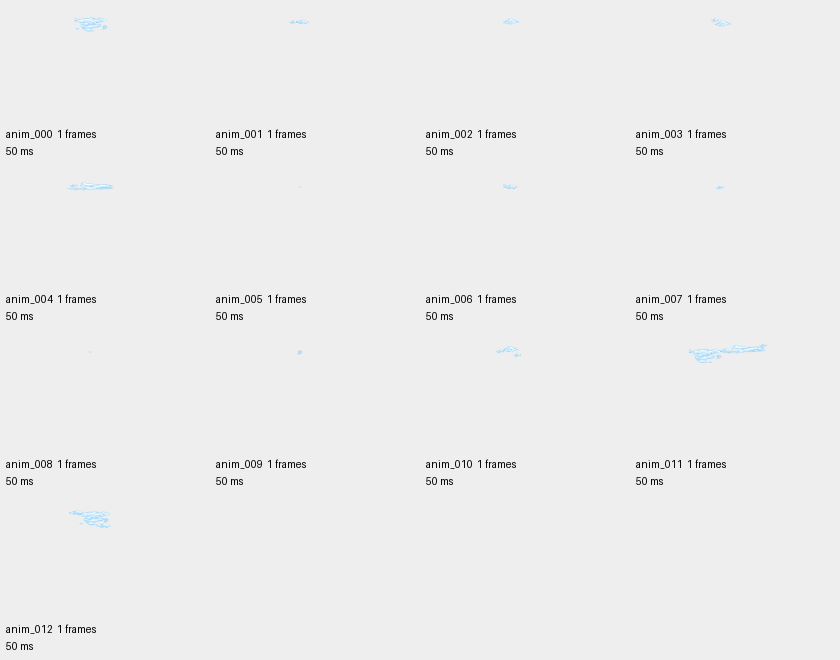 anim_000 1 frames
50 ms
anim_001 1 frames
50 ms
anim_002 1 frames
50 ms
anim_003 1 frames
50 ms
anim_004 1 frames
50 ms
anim_005 1 frames
50 ms
anim_006 1 frames
50 ms
anim_007 1 frames
50 ms
anim_008 1 frames
50 ms
anim_009 1 frames
50 ms
anim_010 1 frames
50 ms
anim_011 1 frames
50 ms
anim_012 1 frames
50 ms